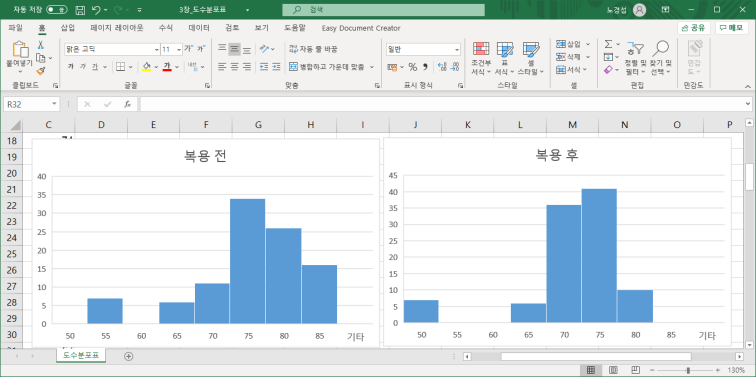 자동 저장
3장_도수분포표
검색
노경섭
파일 홈 삽입 페이지 레이아웃 수식 데이터 검토 보기 도움말 Easy Document Creator 공유 메모
붙여넣기
맑은 고딕 11 가^ 가ˇ
가 가 가
가 가
자동 줄 바꿈
병합하고 가운데 맞춤
일반
% 9
조건부 서식
표 서식
셀 스타일
삽입
삭제
서식
정렬 및 필터
찾기 및 선택
민감도
클립보드 글꼴 맞춤 표시 형식 스타일 셀 편집 민감도
R32 fx
C D E F G H I J K L M N O P
18
19
20
21
22
23
24
25
26
27
28
29
30
복용 전
40
35
30
25
20
15
10
5
0
50 55 60 65 70 75 80 85 기타
복용 후
45
40
35
30
25
20
15
10
5
0
50 55 60 65 70 75 80 85 기타
도수분포표
130%